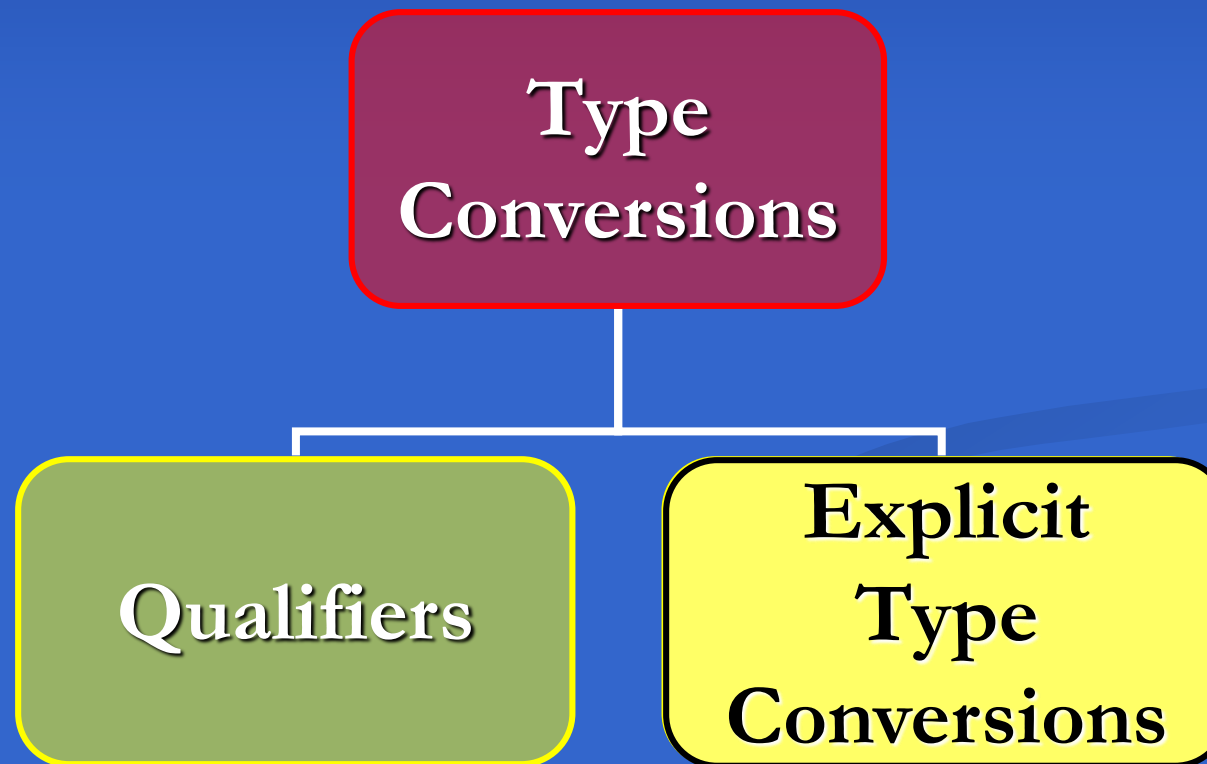 Type
Conversions
Qualifiers
Explicit
Type
Conversions